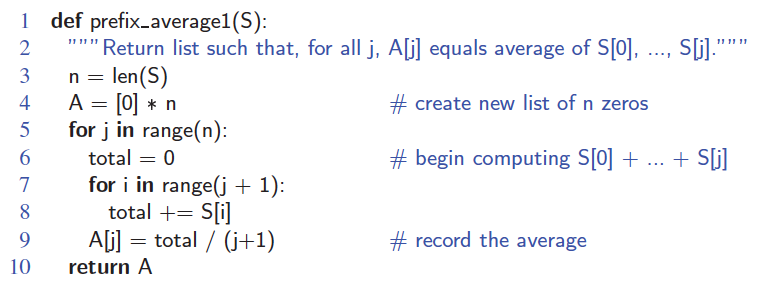 1 def prefix_average1(S):
2 """Return list such that, for all j, A[j] equals average of S[0], ..., S[j]."""
3 n = len(S)
4 A = [0] * n # create new list of n zeros
5 for j in range(n):
6 total = 0 # begin computing S[0] + ... + S[j]
7 for i in range(j + 1):
8 total += S[i]
9 A[j] = total / (j+1) # record the average
10 return A